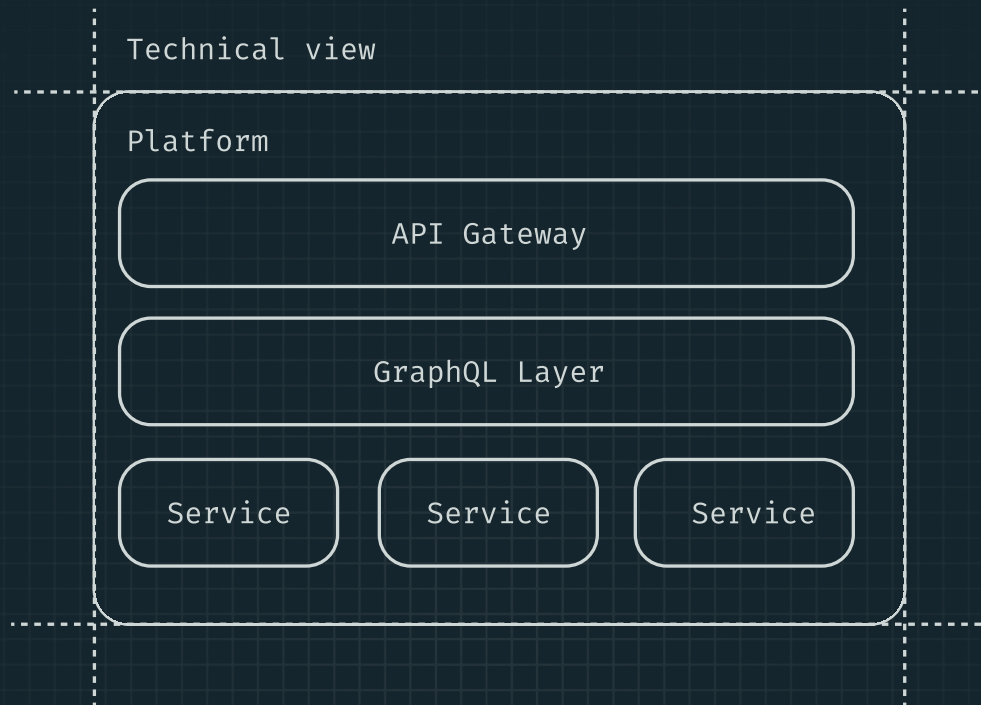 Technical view
Platform
API Gateway
GraphQL Layer
Service Service Service